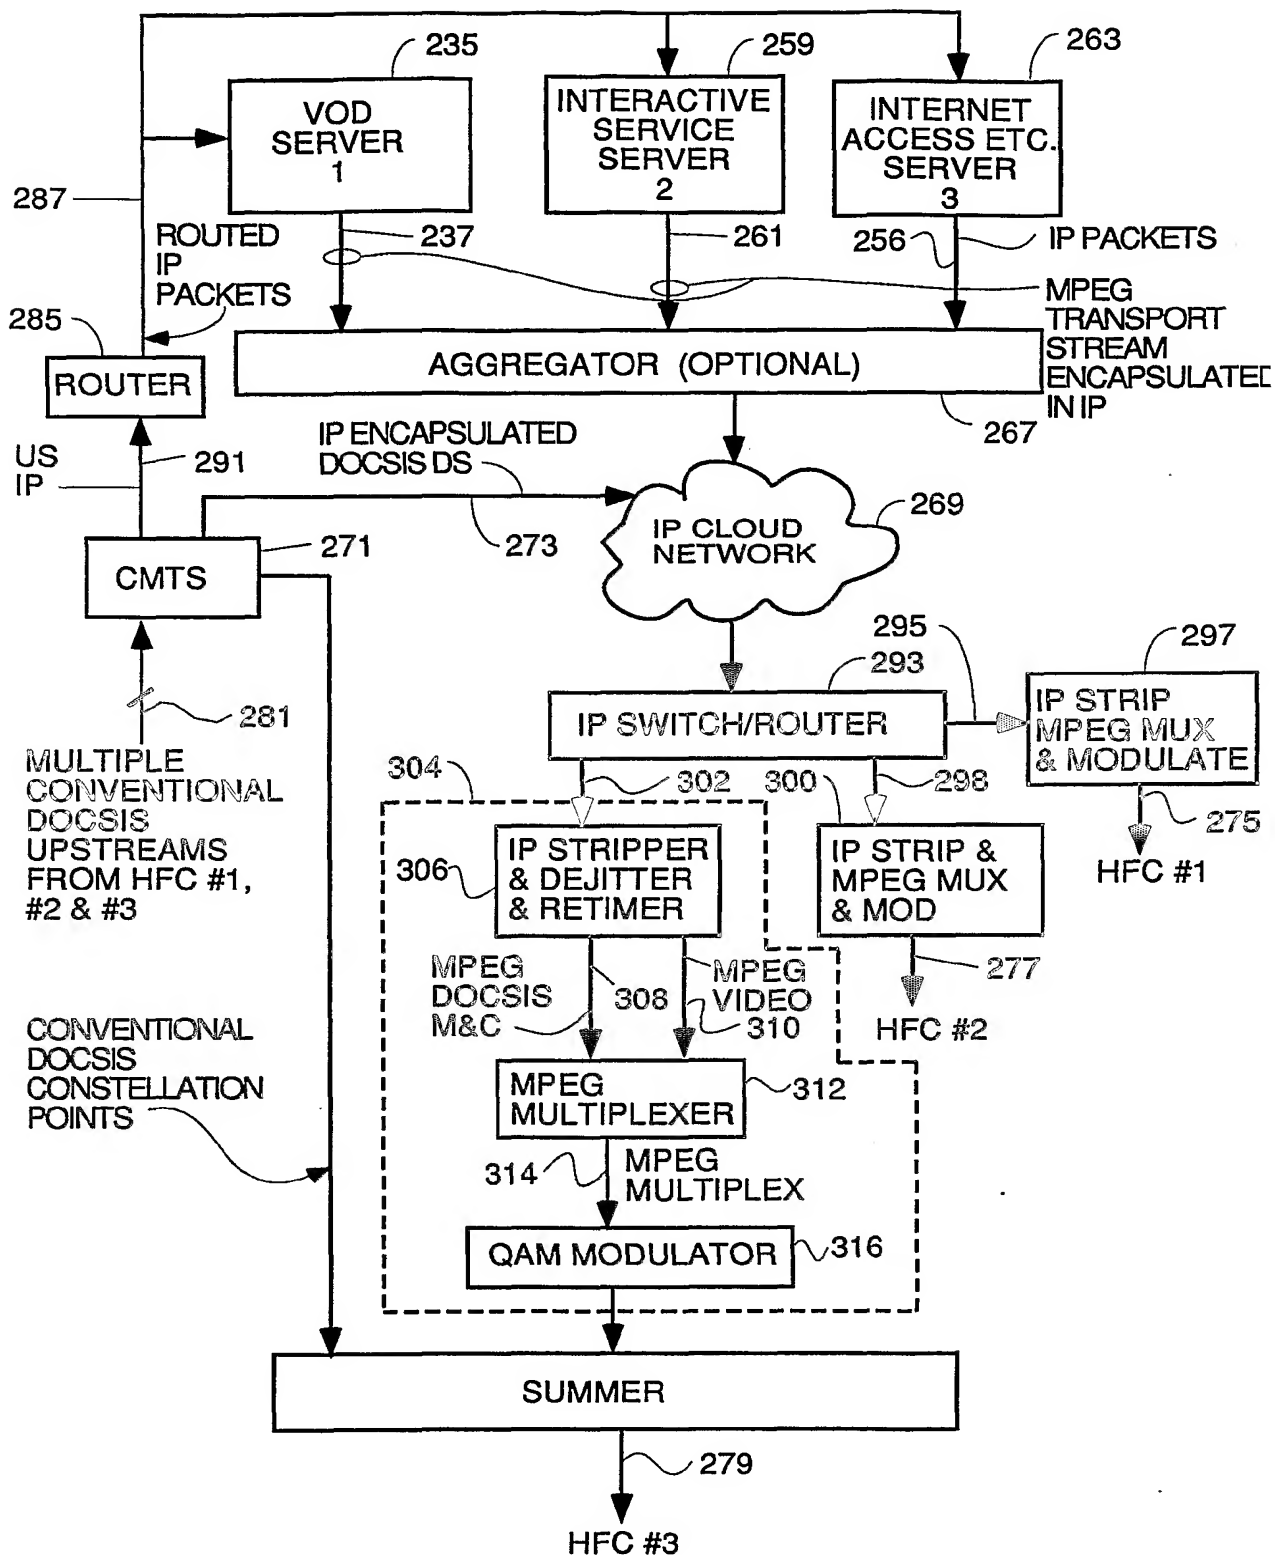 235
259
263
VOD
SERVER
1
INTERACTIVE
SERVICE
SERVER
2
INTERNET
ACCESS ETC.
SERVER
3
287
ROUTED
IP
PACKETS
237
261
256
IP PACKETS
MPEG
TRANSPORT
STREAM
ENCAPSULATED
IN IP
285
ROUTER
AGGREGATOR (OPTIONAL)
267
US
IP
291
IP ENCAPSULATED
DOCSIS DS
273
IP CLOUD
NETWORK
269
271
CMTS
281
MULTIPLE
CONVENTIONAL
DOCSIS
UPSTREAMS
FROM HFC #1,
#2 & #3
293
IP SWITCH/ROUTER
295
297
IP STRIP
MPEG MUX
& MODULATE
275
HFC #1
304
302
300
298
306
IP STRIPPER
& DEJITTER
& RETIMER
IP STRIP &
MPEG MUX
& MOD
277
HFC #2
MPEG
DOCSIS
M&C
308
MPEG
VIDEO
310
CONVENTIONAL
DOCSIS
CONSTELLATION
POINTS
MPEG
MULTIPLEXER
312
314
MPEG
MULTIPLEX
QAM MODULATOR
316
SUMMER
279
HFC #3